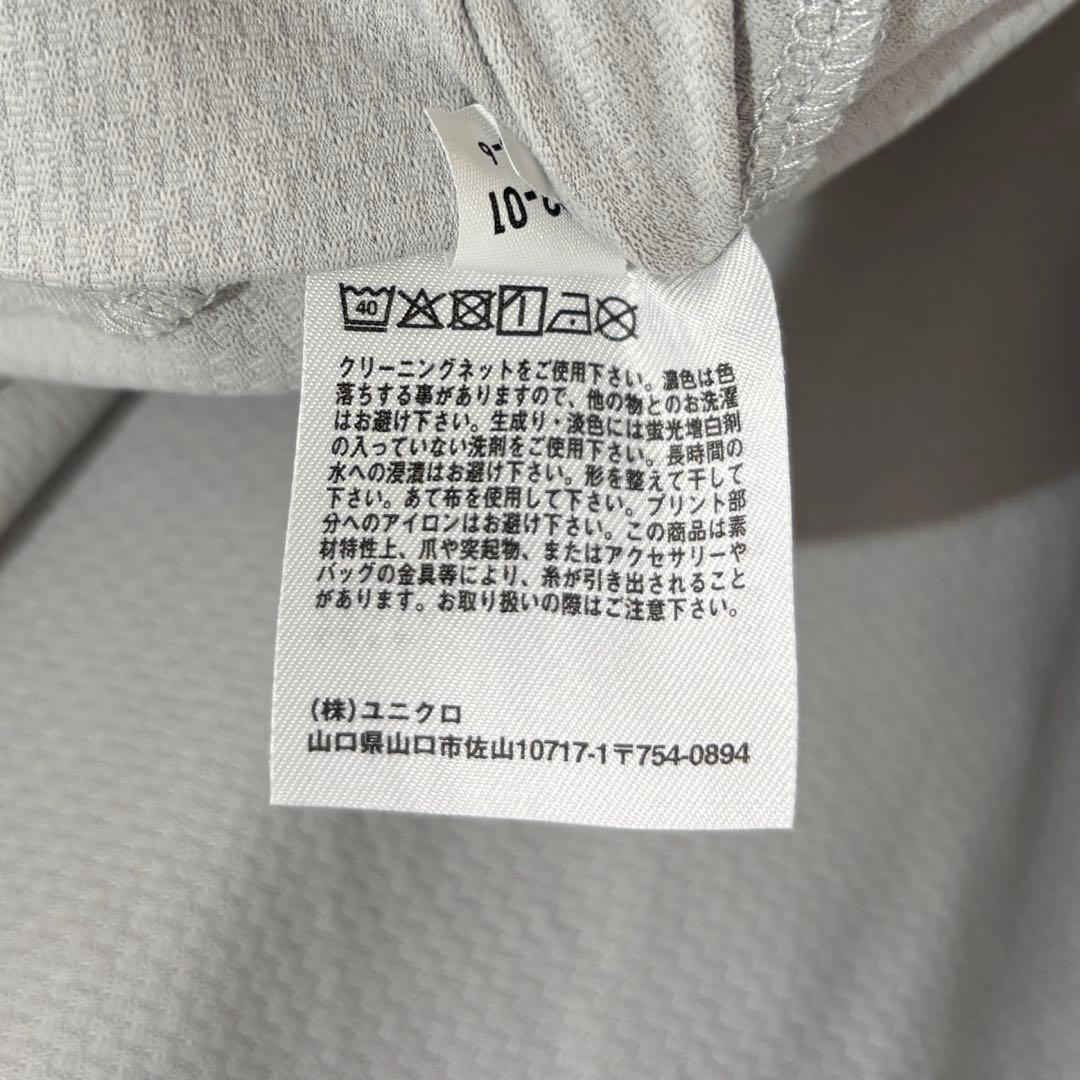 40
クリーニングネットをご使用下さい。濃色は色
落ちする事がありますので、他の物とのお洗濯
はお避け下さい。生成り・淡色には蛍光増白剤
の入っていない洗剤をご使用下さい。長時間の
水への浸漬はお避け下さい。形を整えて干して
下さい。あて布を使用して下さい。プリント部
分へのアイロンはお避け下さい。この商品は素
材特性上、爪や突起物、またはアクセサリーや
バッグの金具等により、糸が引き出されること
があります。お取り扱いの際はご注意下さい。
(株)ユニクロ
山口県山口市佐山10717-1〒754-0894